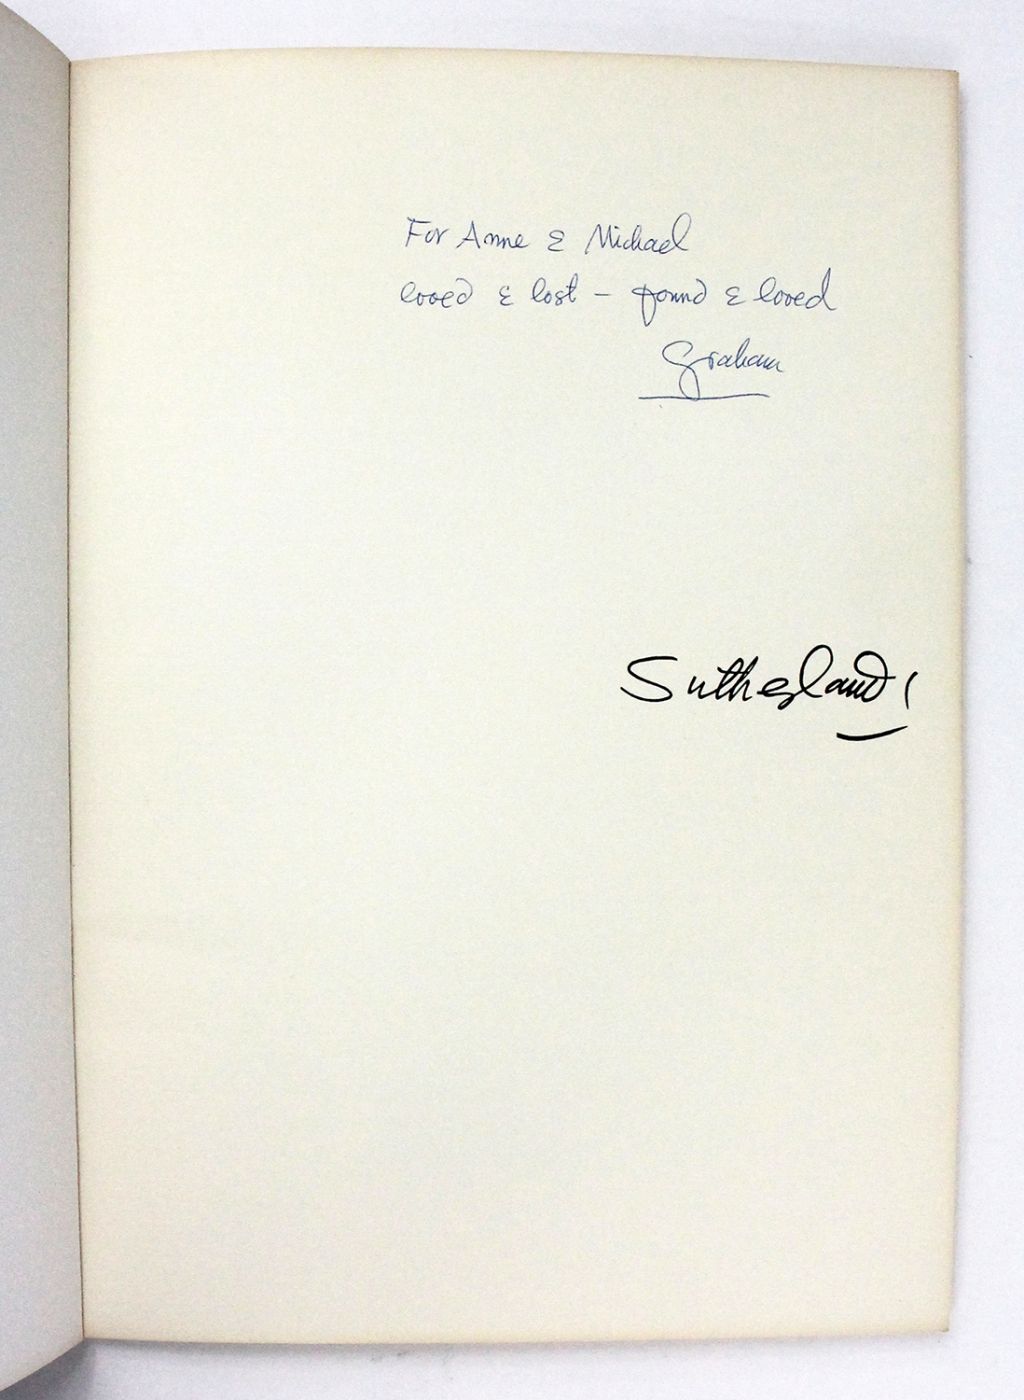 For Anne & Michael
loved & lost – found & loved
Graham
Sutherland